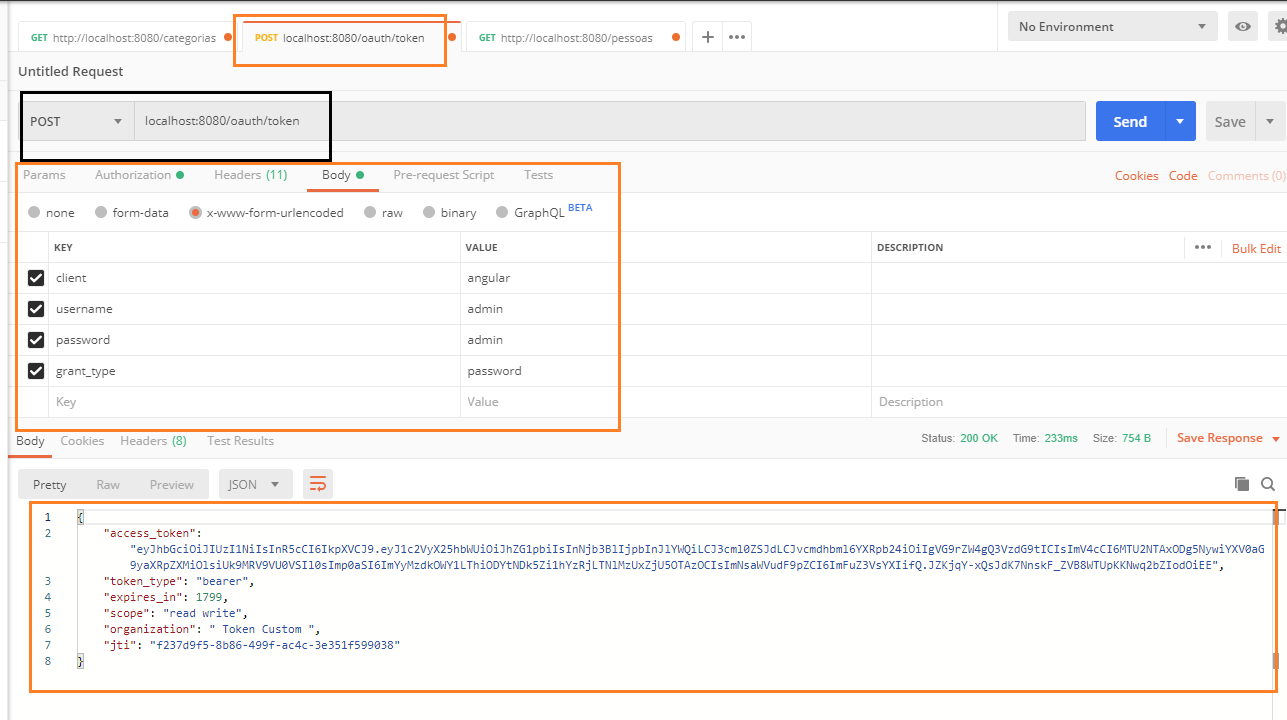 GET http://localhost:8080/categorias
POST localhost:8080/oauth/token
GET http://localhost:8080/pessoas
No Environment
Untitled Request
POST localhost:8080/oauth/token
Send
Save
Params Authorization Headers (11) Body Pre-request Script Tests
Cookies Code Comments (0)
none form-data x-www-form-urlencoded raw binary GraphQL BETA
KEY VALUE DESCRIPTION Bulk Edit
client angular
username admin
password admin
grant_type password
Key Value Description
Body Cookies Headers (8) Test Results
Status: 200 OK Time: 233ms Size: 754 B Save Response
Pretty Raw Preview JSON
1 {
2 "access_token":
"eyJhbGciOiJIUzI1NiIsInR5cCI6IkpXVCJ9.eyJ1c2VyX25hbWUiOiJhZG1pbiIsInNjb3BlIjpbInJlYWQiLCJ3cml0ZSJdLCJvcmdhbml6YXRpb24iOiIgVG9rZW4gQ3VzdG9tICIsImV4cCI6MTU2NTAxODg5NywiYXV0aG
9yaXRpZXMiOlsiUk9MRV9VU0VSIl0sImp0aSI6ImYyMzdkOWY1LThiODYtNDk5Zi1hYzRjLTNlMzUxZjU5OTAzOCIsImNsaWVudF9pZCI6ImFuZ3VsYXIifQ.JZKjqY-xQsJdK7NnskF_ZVB8WTUpKKNwq2bZIodOiEE",
3 "token_type": "bearer",
4 "expires_in": 1799,
5 "scope": "read write",
6 "organization": " Token Custom ",
7 "jti": "f237d9f5-8b86-499f-ac4c-3e351f599038"
8 }